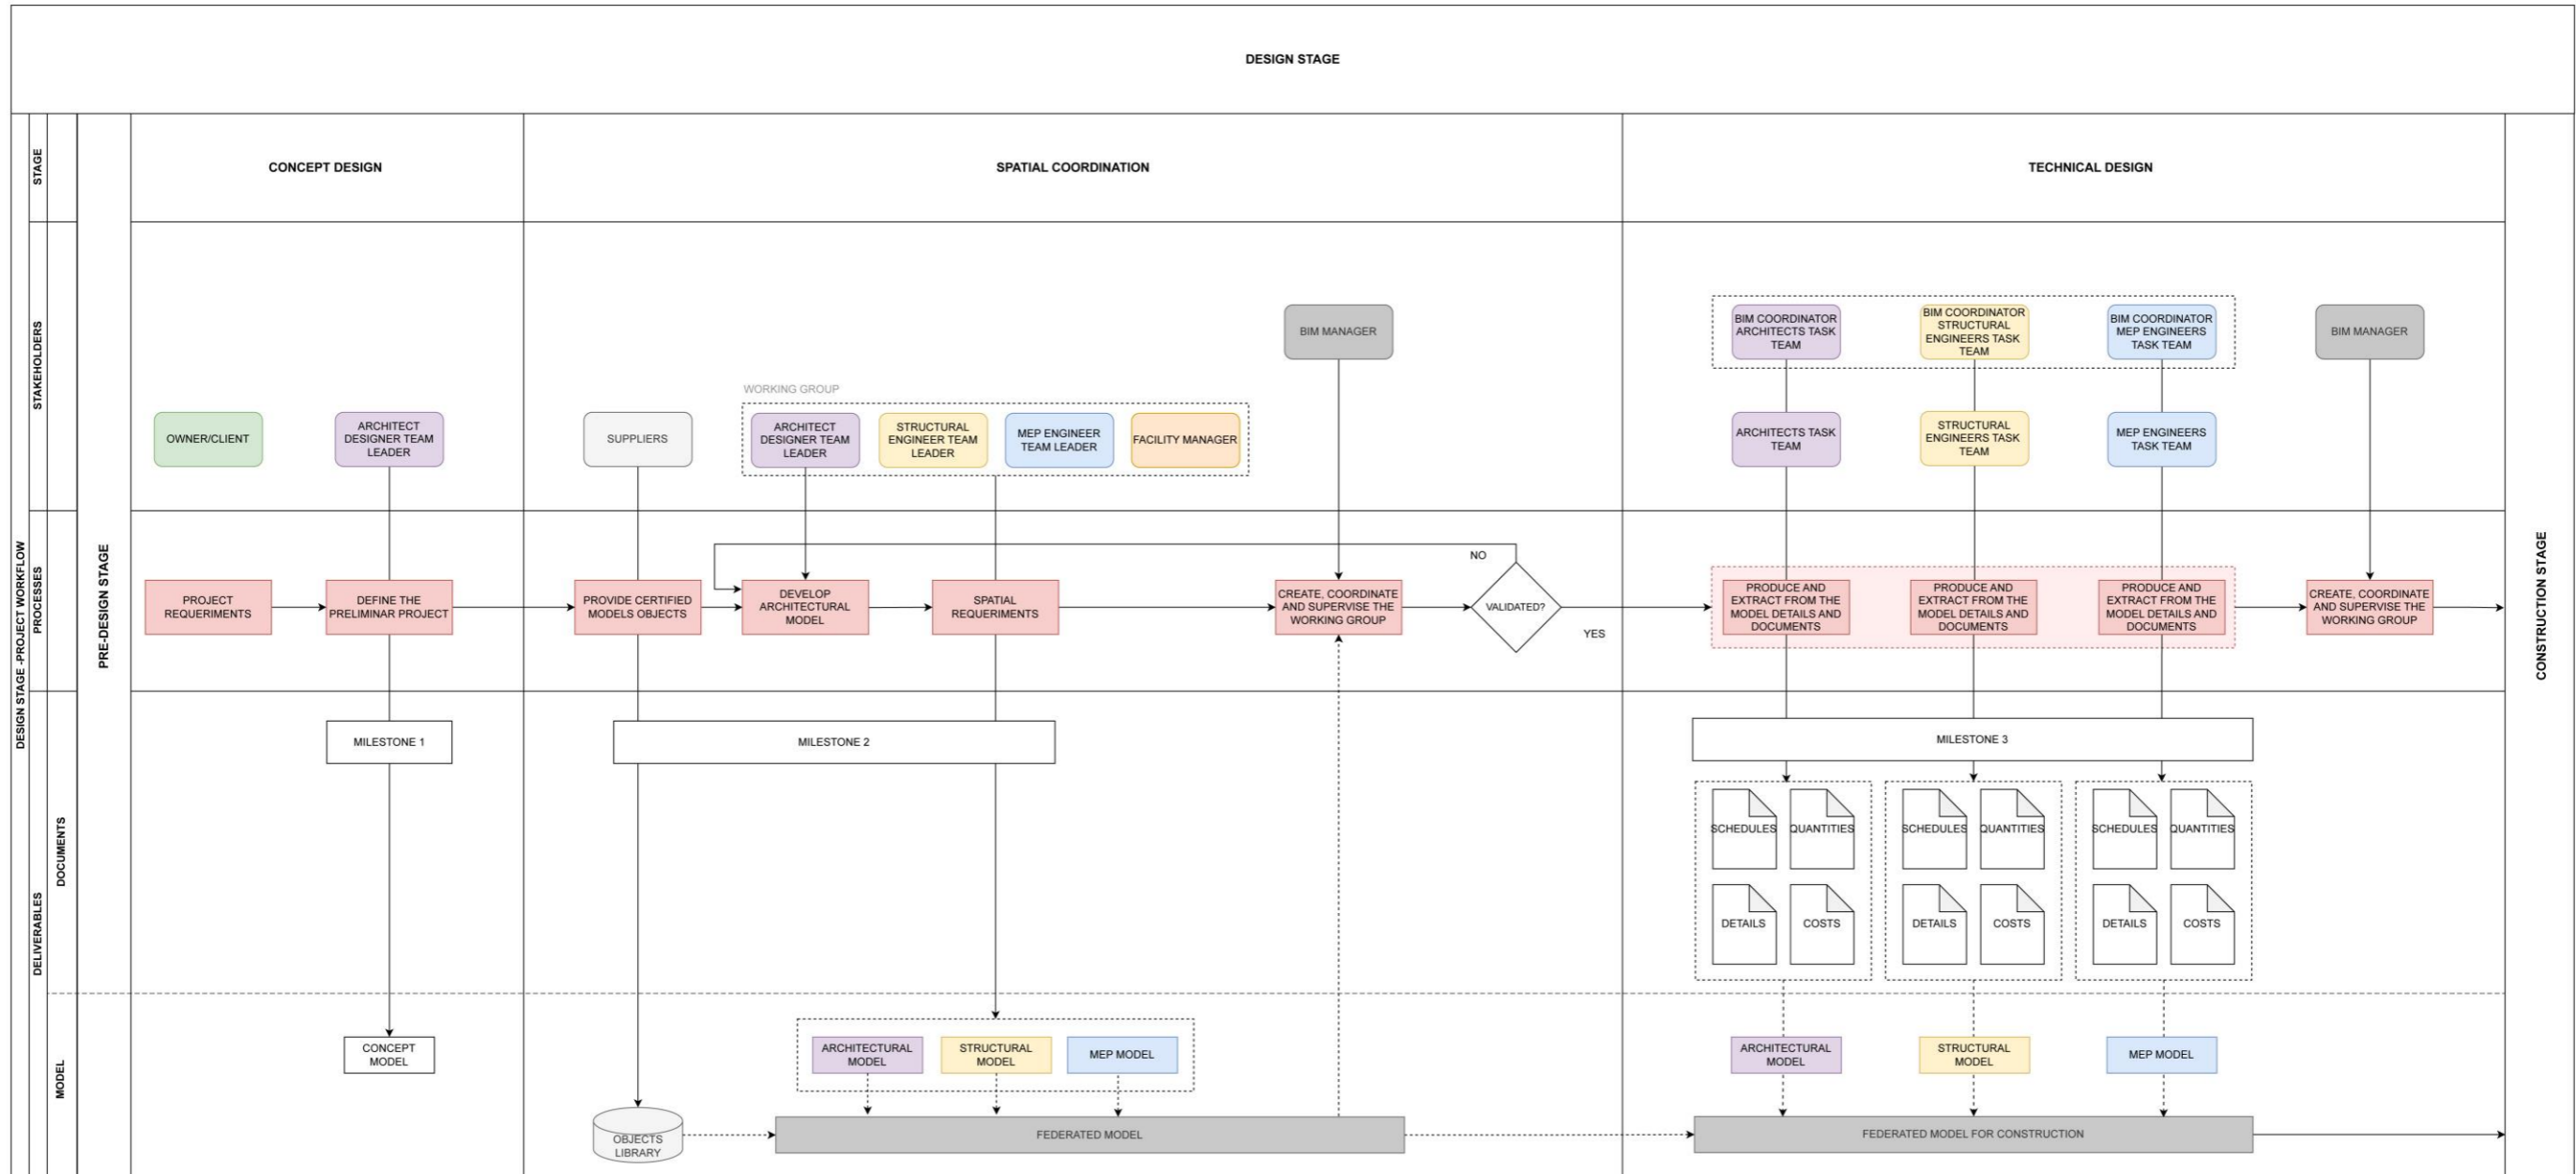 DESIGN STAGE
DESIGN STAGE -PROJECT WORKFLOW
STAGE
CONCEPT DESIGN
SPATIAL COORDINATION
TECHNICAL DESIGN
PRE-DESIGN STAGE
CONSTRUCTION STAGE
STAKEHOLDERS
OWNER/CLIENT
ARCHITECT
DESIGNER TEAM
LEADER
SUPPLIERS
WORKING GROUP
ARCHITECT
DESIGNER TEAM
LEADER
STRUCTURAL
ENGINEER TEAM
LEADER
MEP ENGINEER
TEAM LEADER
FACILITY MANAGER
BIM MANAGER
BIM COORDINATOR
ARCHITECTS TASK
TEAM
BIM COORDINATOR
STRUCTURAL
ENGINEERS TASK
TEAM
BIM COORDINATOR
MEP ENGINEERS
TASK TEAM
ARCHITECTS TASK
TEAM
STRUCTURAL
ENGINEERS TASK
TEAM
MEP ENGINEERS
TASK TEAM
BIM MANAGER
PROCESSES
PROJECT
REQUERIMENTS
DEFINE THE
PRELIMINAR PROJECT
PROVIDE CERTIFIED
MODELS OBJECTS
DEVELOP
ARCHITECTURAL
MODEL
SPATIAL
REQUERIMENTS
CREATE, COORDINATE
AND SUPERVISE THE
WORKING GROUP
NO
VALIDATED?
YES
PRODUCE AND
EXTRACT FROM THE
MODEL DETAILS AND
DOCUMENTS
PRODUCE AND
EXTRACT FROM THE
MODEL DETAILS AND
DOCUMENTS
PRODUCE AND
EXTRACT FROM THE
MODEL DETAILS AND
DOCUMENTS
CREATE, COORDINATE
AND SUPERVISE THE
WORKING GROUP
DELIVERABLES
DOCUMENTS
MILESTONE 1
MILESTONE 2
MILESTONE 3
SCHEDULES
QUANTITIES
DETAILS
COSTS
SCHEDULES
QUANTITIES
DETAILS
COSTS
SCHEDULES
QUANTITIES
DETAILS
COSTS
MODEL
CONCEPT
MODEL
ARCHITECTURAL
MODEL
STRUCTURAL
MODEL
MEP MODEL
ARCHITECTURAL
MODEL
STRUCTURAL
MODEL
MEP MODEL
OBJECTS
LIBRARY
FEDERATED MODEL
FEDERATED MODEL FOR CONSTRUCTION